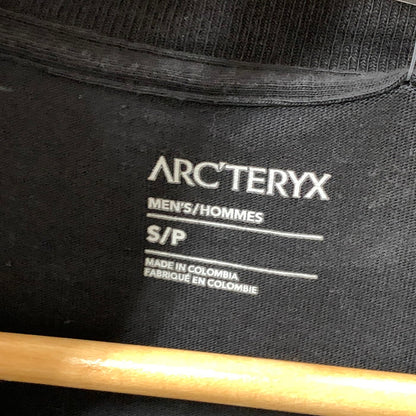 ARC'TERYX
MEN'S/HOMMES
S/P
MADE IN COLOMBIA
FABRIQUÉ EN COLOMBIE